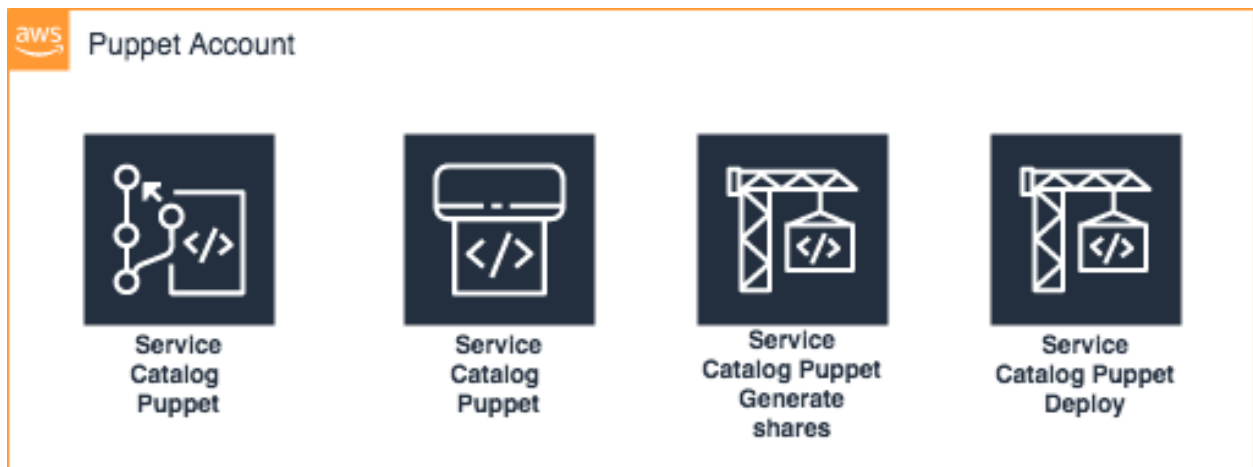 aws
Puppet Account
</>
</>
</>
</>
Service
Catalog
Puppet
Service
Catalog
Puppet
Service
Catalog Puppet
Generate
shares
Service
Catalog Puppet
Deploy